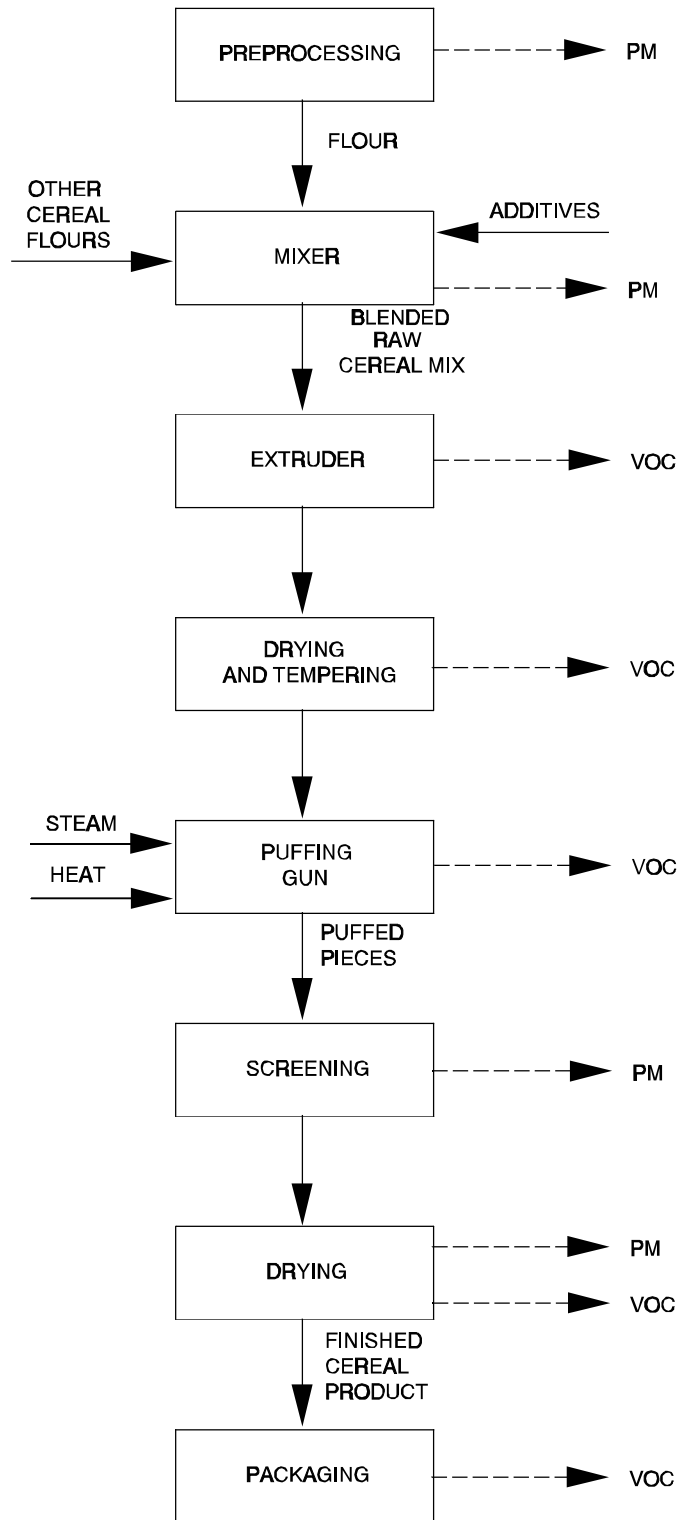 PREPROCESSING
PM
FLOUR
OTHER
CEREAL
FLOURS
ADDITIVES
MIXER
PM
BLENDED
RAW
CEREAL MIX
EXTRUDER
VOC
DRYING
AND TEMPERING
VOC
STEAM
HEAT
PUFFING
GUN
VOC
PUFFED
PIECES
SCREENING
PM
DRYING
PM
VOC
FINISHED
CEREAL
PRODUCT
PACKAGING
VOC